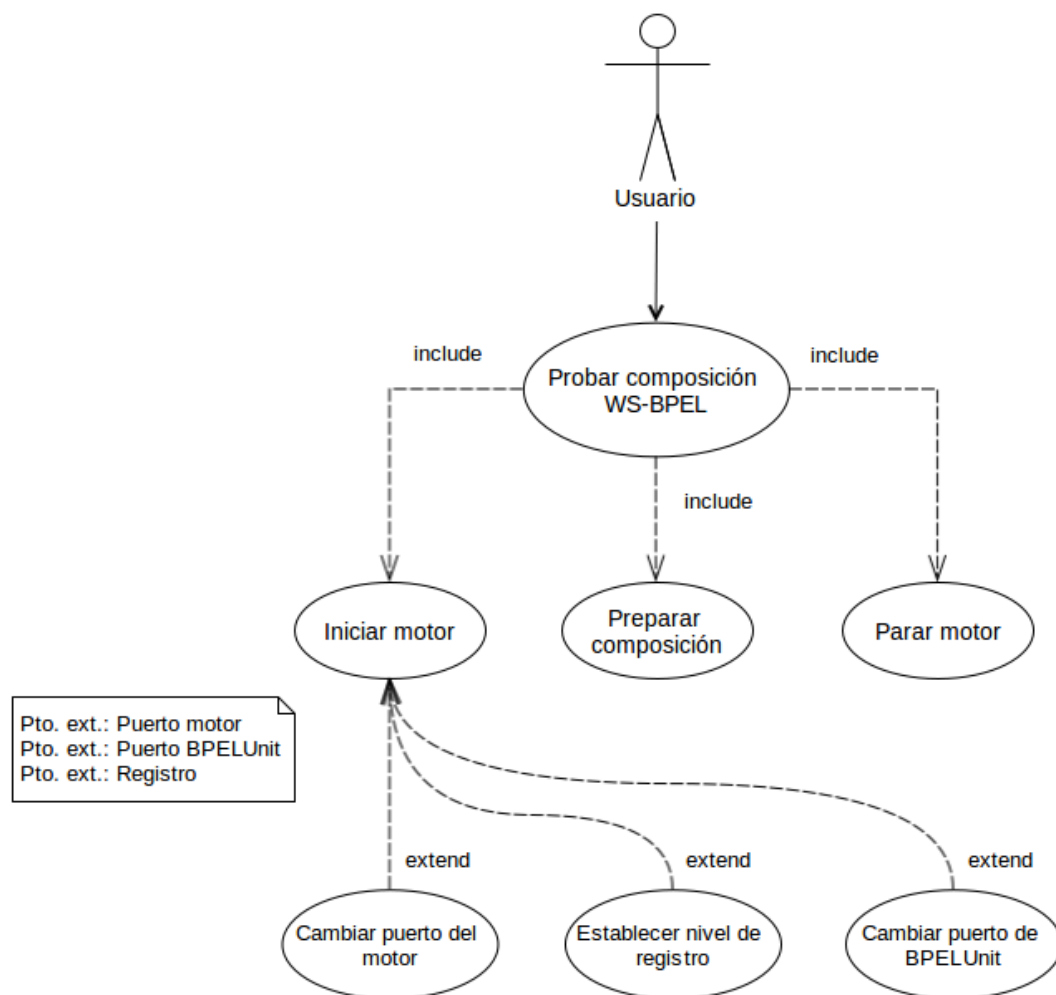 Usuario
include
include
Probar composición
WS-BPEL
include
Iniciar motor
Preparar
composición
Parar motor
Pto. ext.: Puerto motor
Pto. ext.: Puerto BPELUnit
Pto. ext.: Registro
extend
extend
extend
Cambiar puerto del
motor
Establecer nivel de
registro
Cambiar puerto de
BPELUnit